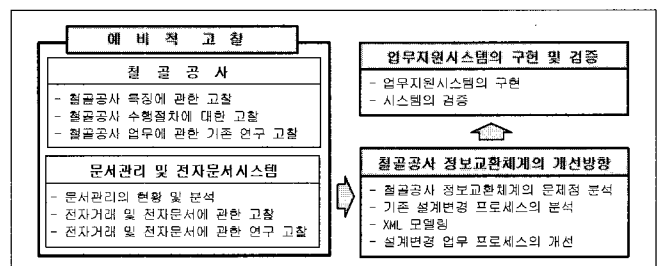 예 비 적 고 찰
철 골 공 사
- 철골공사 특징에 관한 고찰
- 철골공사 수행절차에 대한 고찰
- 철골공사 업무에 관한 기존 연구 고찰
문서관리 및 전자문서시스템
- 문서관리의 현황 및 분석
- 전자거래 및 전자문서에 관한 고찰
- 전자거래 및 전자문서에 관한 연구 고찰
업무지원시스템의 구현 및 검증
- 업무지원시스템의 구현
- 시스템의 검증
철골공사 정보교환체계의 개선방향
- 철골공사 정보교환체계의 문제점 분석
- 기존 설계변경 프로세스의 분석
- XML 모델링
- 설계변경 업무 프로세스의 개선